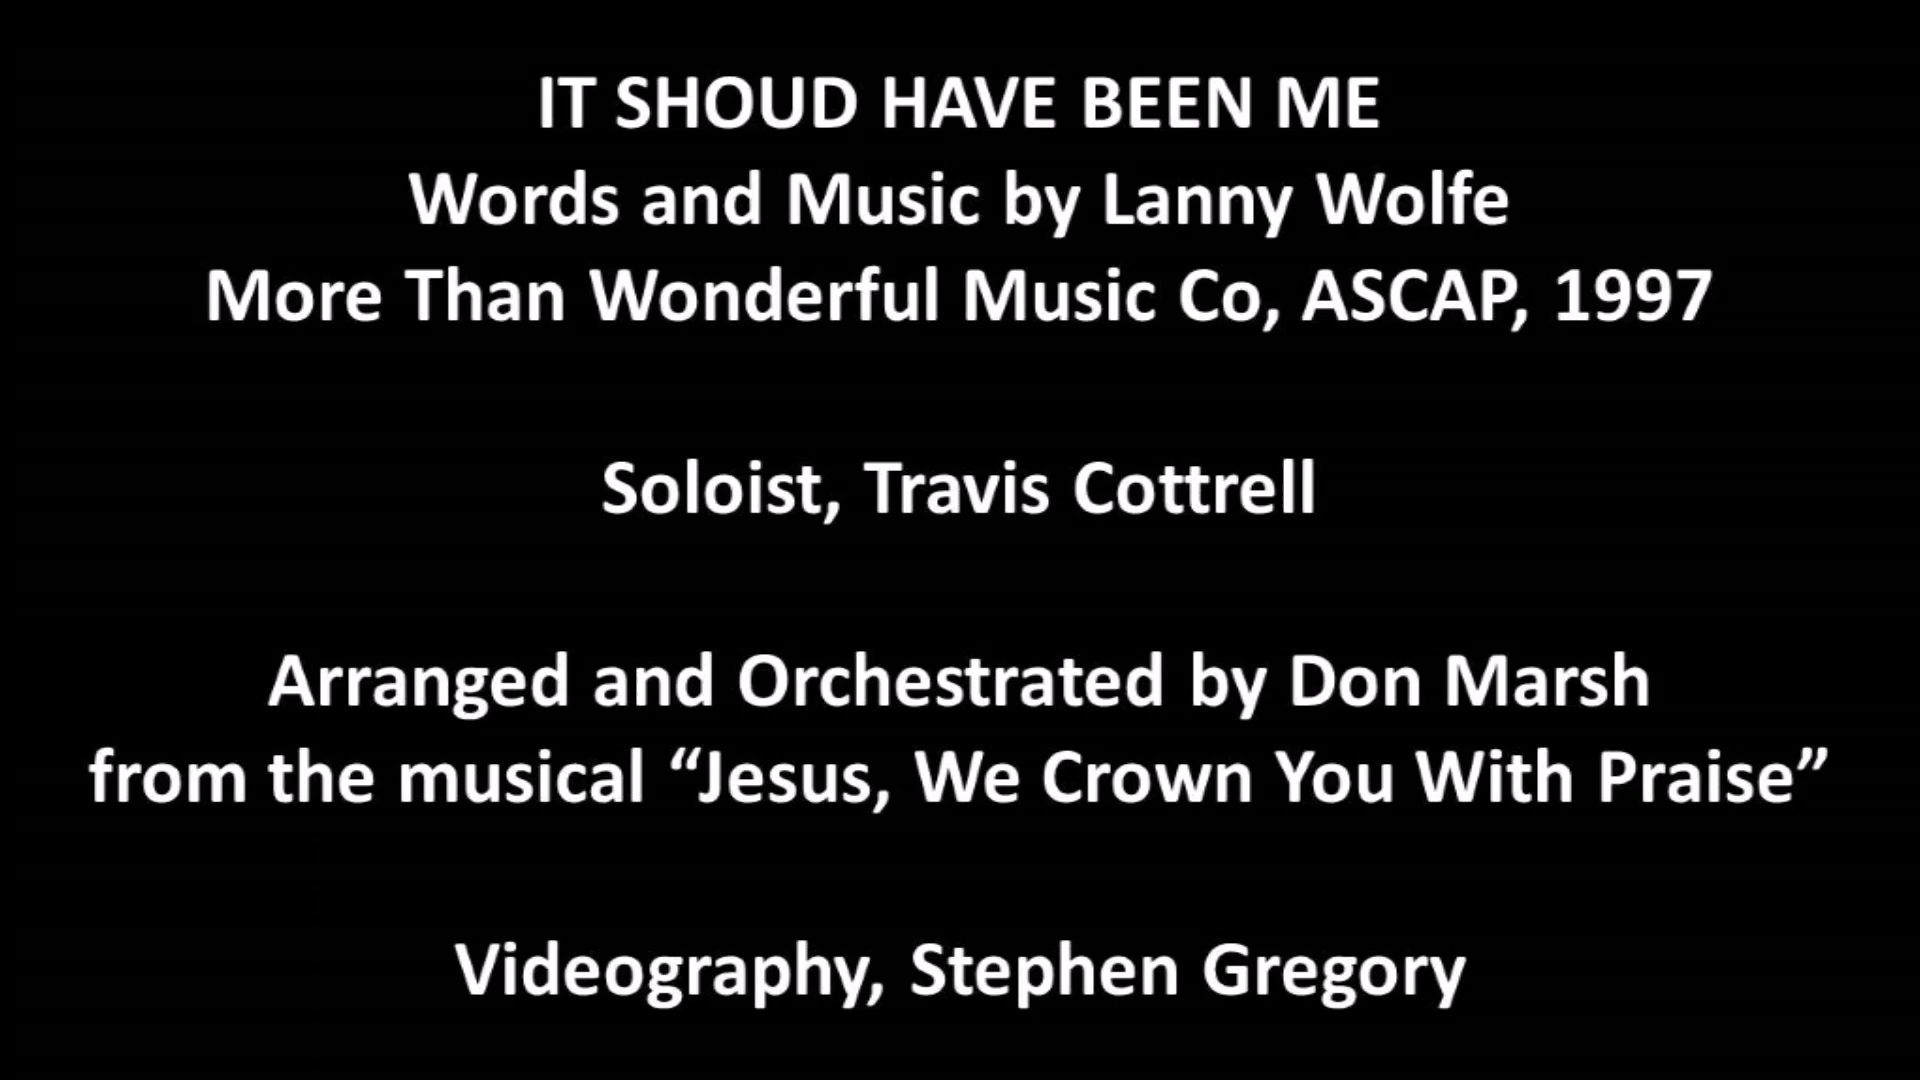 IT SHOUD HAVE BEEN ME
Words and Music by Lanny Wolfe
More Than Wonderful Music Co, ASCAP, 1997
Soloist, Travis Cottrell
Arranged and Orchestrated by Don Marsh
from the musical “Jesus, We Crown You With Praise”
Videography, Stephen Gregory